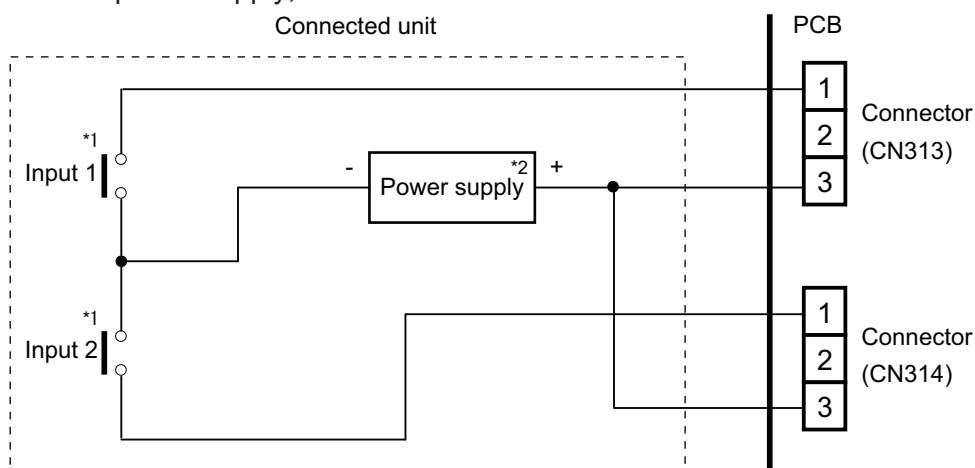 Connected unit
PCB
1
2
3
Connector
(CN313)
*1
Input 1
- Power supply *2 +
*1
Input 2
1
2
3
Connector
(CN314)